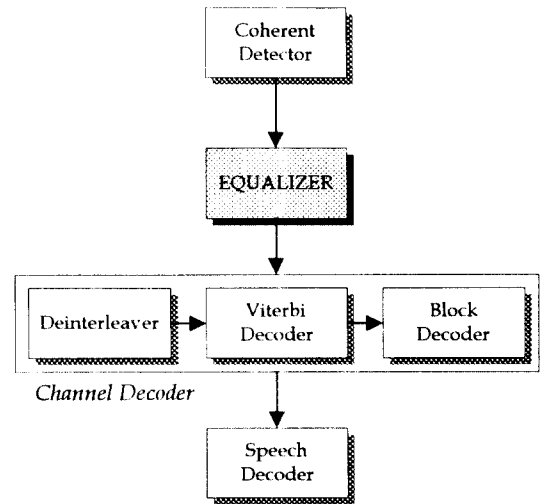 Coherent
Detector
EQUALIZER
Deinterleaver
Viterbi
Decoder
Block
Decoder
Channel Decoder
Speech
Decoder